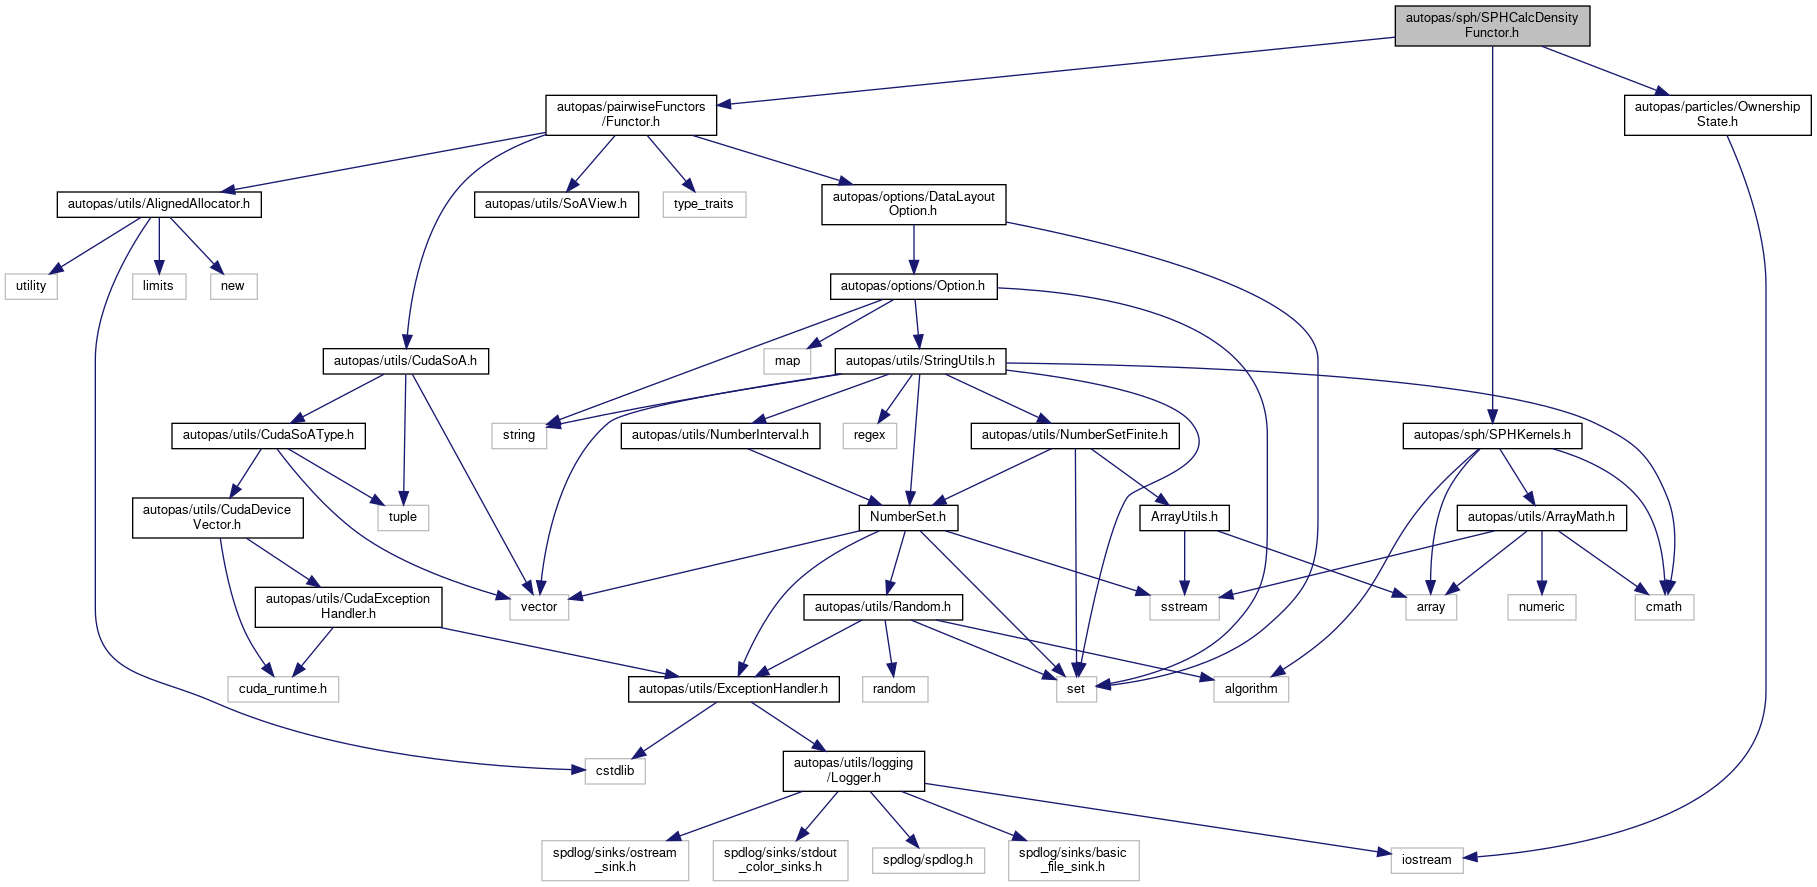 autopas/sph/SPHCalcDensity
Functor.h
autopas/pairwiseFunctors
/Functor.h
autopas/particles/Ownership
State.h
autopas/utils/AlignedAllocator.h
autopas/utils/SoAView.h
type_traits
autopas/options/DataLayout
Option.h
utility
limits
new
autopas/options/Option.h
autopas/utils/CudaSoA.h
map
autopas/utils/StringUtils.h
autopas/utils/CudaSoAType.h
string
autopas/utils/NumberInterval.h
regex
autopas/utils/NumberSetFinite.h
autopas/sph/SPHKernels.h
autopas/utils/CudaDevice
Vector.h
tuple
NumberSet.h
ArrayUtils.h
autopas/utils/ArrayMath.h
autopas/utils/CudaException
Handler.h
vector
autopas/utils/Random.h
sstream
array
numeric
cmath
cuda_runtime.h
autopas/utils/ExceptionHandler.h
random
set
algorithm
cstdlib
autopas/utils/logging
/Logger.h
spdlog/sinks/ostream
_sink.h
spdlog/sinks/stdout
_color_sinks.h
spdlog/spdlog.h
spdlog/sinks/basic
_file_sink.h
iostream